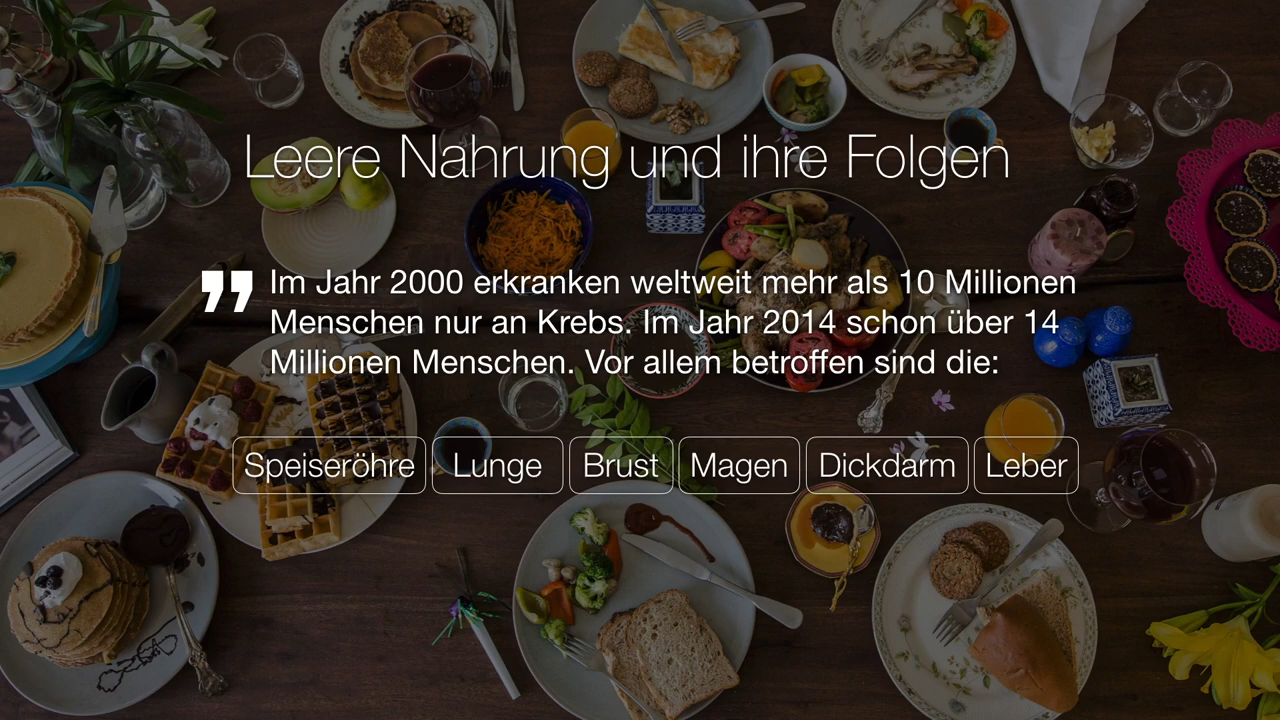 Leere Nahrung und ihre Folgen
" Im Jahr 2000 erkranken weltweit mehr als 10 Millionen
Menschen nur an Krebs. Im Jahr 2014 schon über 14
Millionen Menschen. Vor allem betroffen sind die:
Speiseröhre Lunge Brust Magen Dickdarm Leber